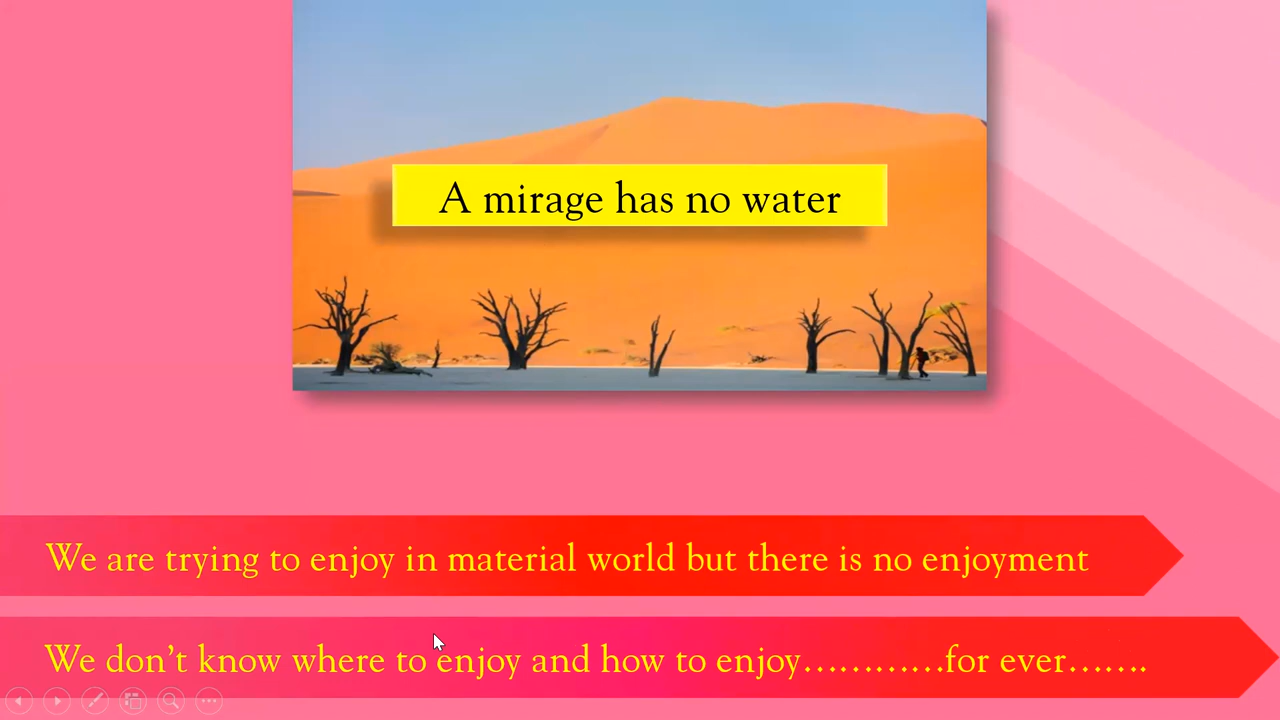 A mirage has no water
We are trying to enjoy in material world but there is no enjoyment
We don’t know where to enjoy and how to enjoy…………for ever…….